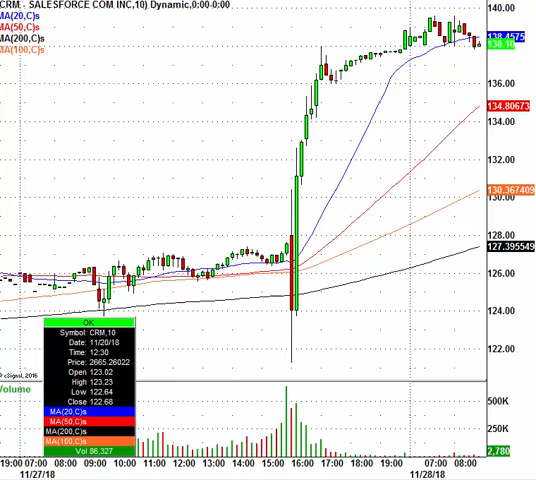 CRM - SALESFORCE COM INC,10) Dynamic,0:00-0:00
MA(20,C)s
MA(50,C)s
MA(200,C)s
MA(100,C)s
140.00
138.4575
138.10
136.00
134.80673
134.00
132.00
130.367409
128.00
127.395549
126.00
124.00
122.00
© eSignal, 2016
OK
Symbol: CRM,10
Date: 11/20/18
Time: 12:30
Price: 2665.26022
Open 123.02
High 123.23
Low 122.64
Close 122.68
MA(20,C)s
MA(50,C)s
MA(200,C)s
MA(100,C)s
Vol 86,327
Volume
500K
250K
2,780
19:00 07:00 08:00 09:00 10:00 11:00 12:00 13:00 14:00 15:00 16:00 17:00 18:00 19:00 07:00 08:00
11/27/18 11/28/18